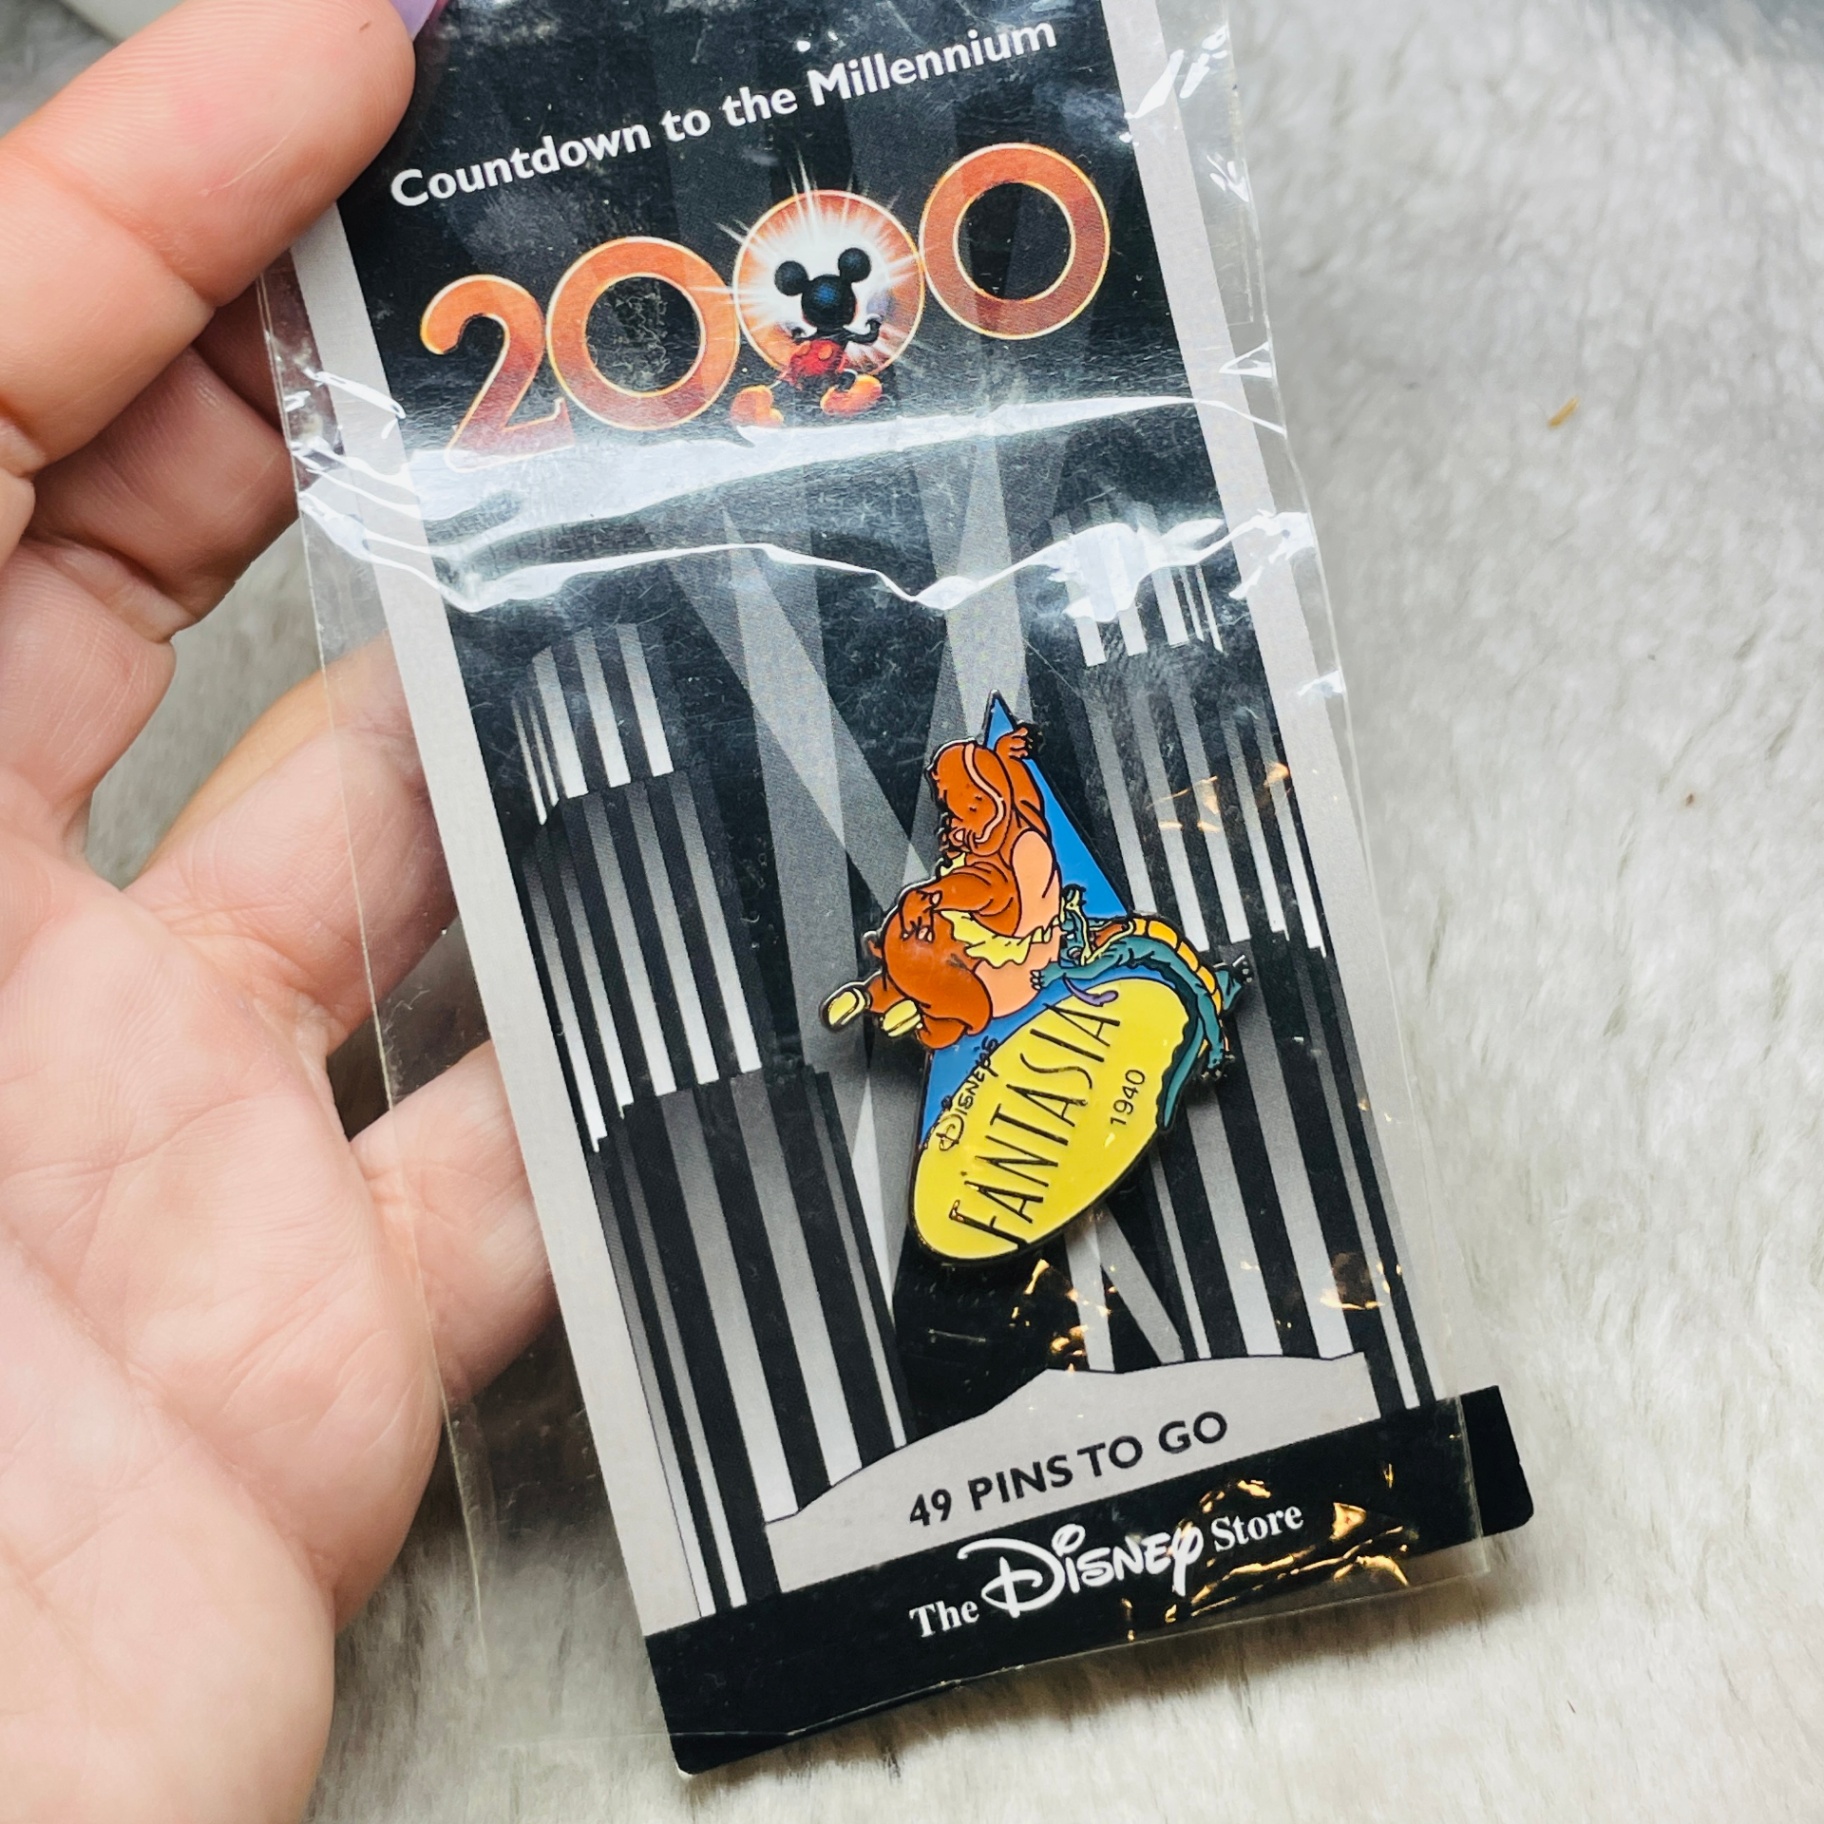 Countdown to the Millennium
2000
DISNEY'S
FANTASIA
1940
49 PINS TO GO
The DISNEY Store